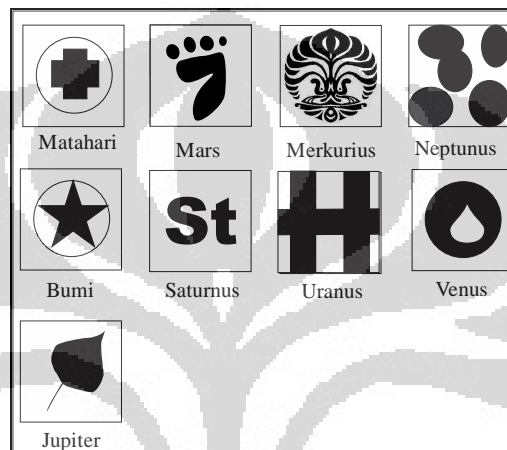 Matahari Mars Merkurius Neptunus
St H
Bumi Saturnus Uranus Venus
Jupiter